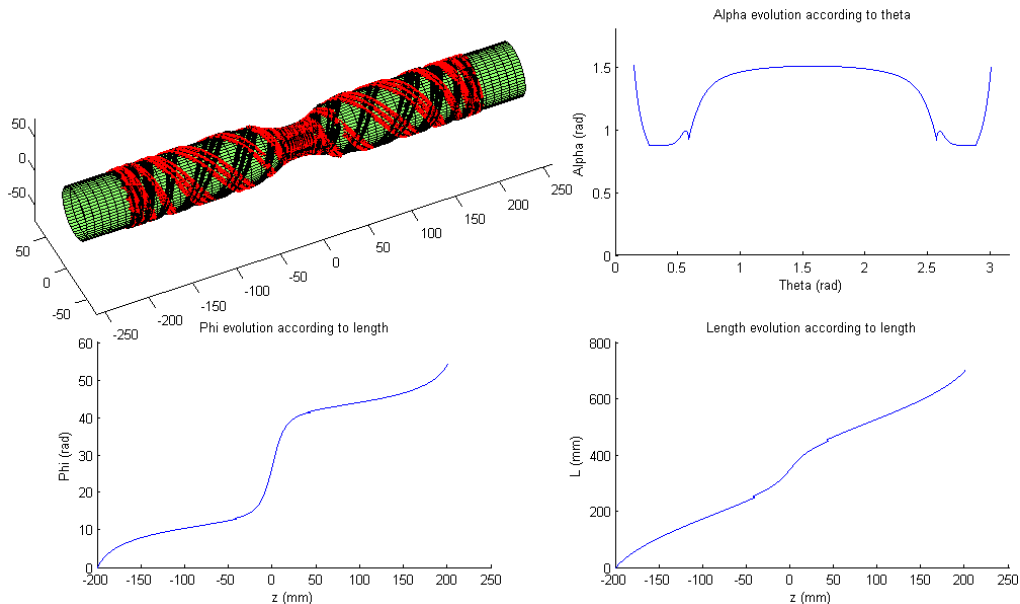 50
0
-50
50
0
-50
-250
-200
-150
-100
-50
0
50
100
150
200
250
Alpha evolution according to theta
1.5
1
0.5
0
Alpha (rad)
0 0.5 1 1.5 2 2.5 3
Theta (rad)
Phi evolution according to length
60
50
40
30
20
10
0
Phi (rad)
-200 -150 -100 -50 0 50 100 150 200 250
z (mm)
Length evolution according to length
800
600
400
200
0
L (mm)
-200 -150 -100 -50 0 50 100 150 200 250
z (mm)